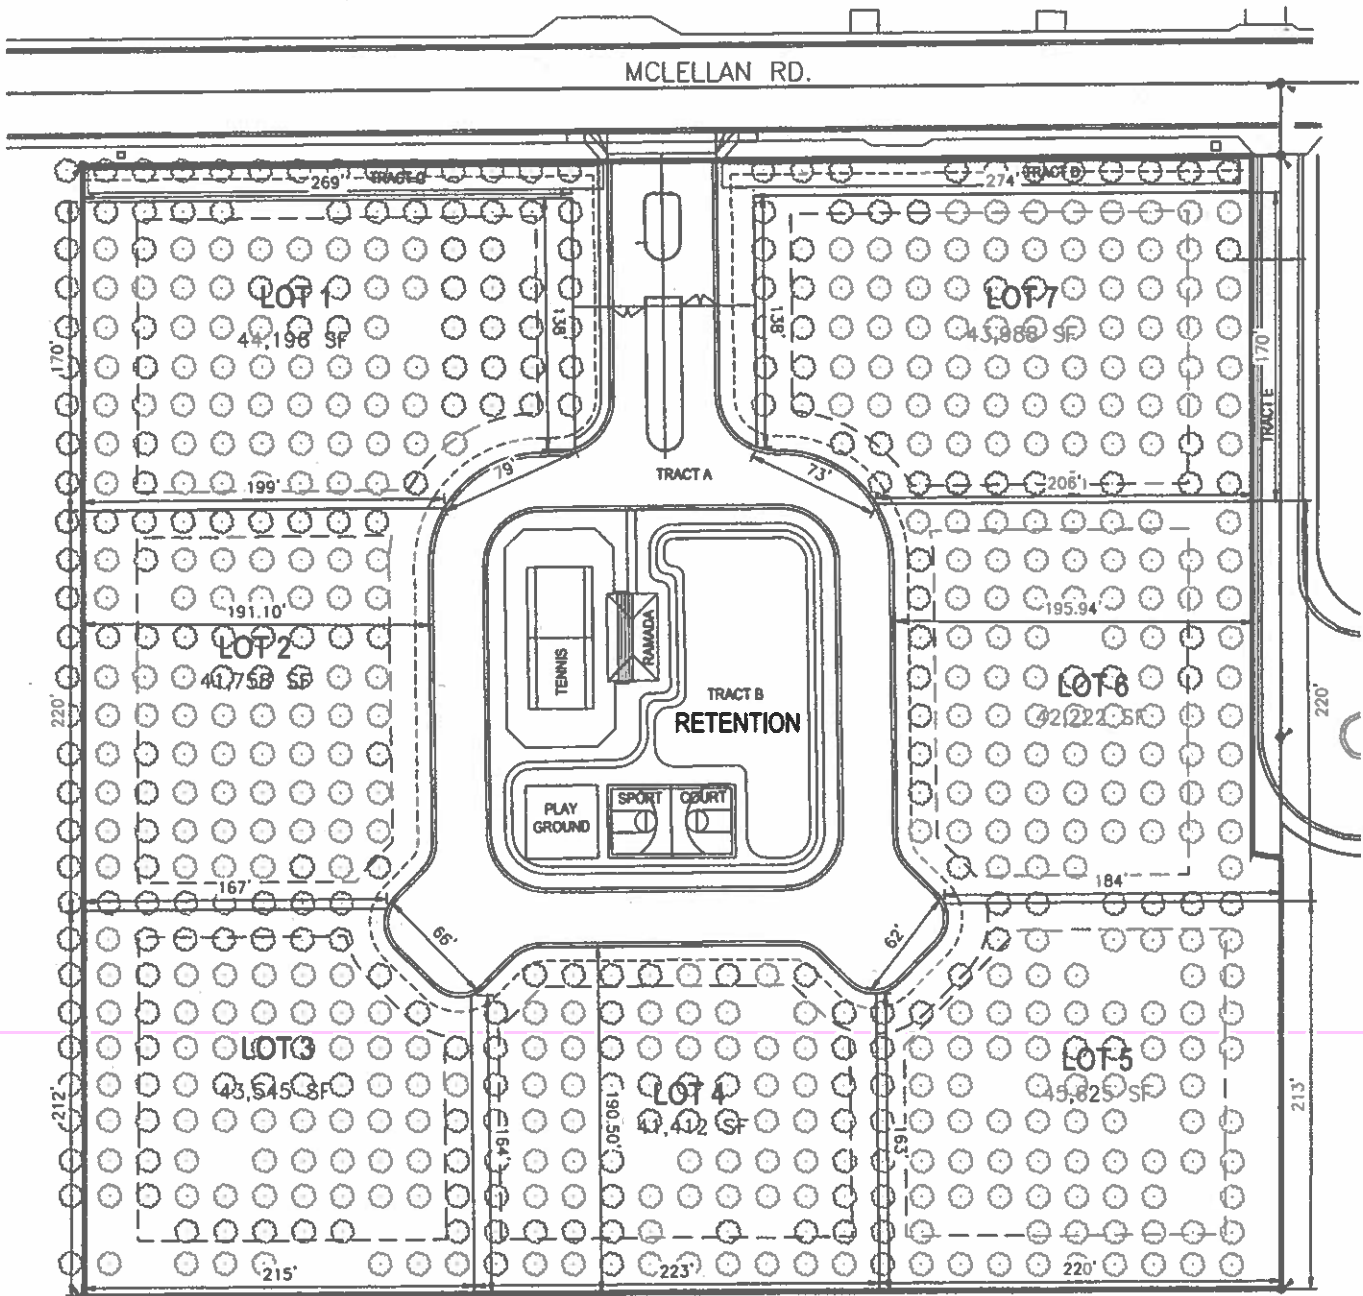 MCLELLAN RD.
269'
TRACT C
274'
TRACT D
LOT 1
44,196 SF
170'
138'
138'
LOT 7
43,988 SF
170'
TRACT E
79'
TRACT A
73'
199'
206'
191.10'
LOT 2
41,758 SF
220'
TENNIS
RAMADA
TRACT B
RETENTION
195.94'
LOT 6
42,222 SF
220'
PLAY
GROUND
SPORT COURT
167'
184'
66'
62'
LOT 3
43,545 SF
212'
164'
190.50'
LOT 4
41,412 SF
163'
LOT 5
45,625 SF
213'
215'
223'
220'